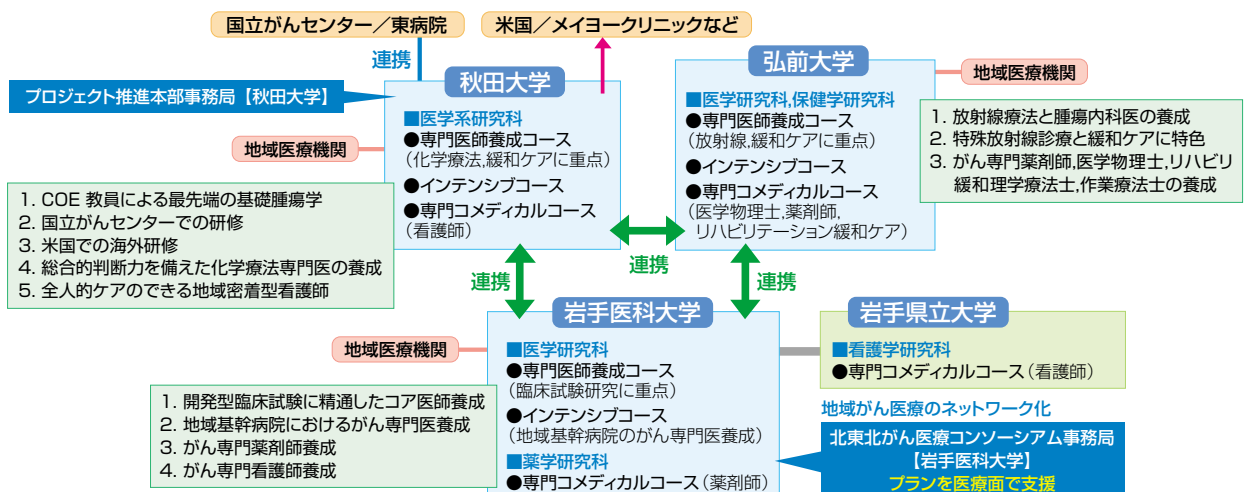 国立がんセンター／東病院
米国／メイヨークリニックなど
連携
プロジェクト推進本部事務局【秋田大学】
秋田大学
■医学系研究科
●専門医師養成コース
(化学療法,緩和ケアに重点)
●インテンシブコース
●専門コメディカルコース
(看護師)
地域医療機関
1. COE 教員による最先端の基礎腫瘍学
2. 国立がんセンターでの研修
3. 米国での海外研修
4. 総合的判断力を備えた化学療法専門医の養成
5. 全人的ケアのできる地域密着型看護師
弘前大学
■医学研究科,保健学研究科
●専門医師養成コース
(放射線,緩和ケアに重点)
●インテンシブコース
●専門コメディカルコース
(医学物理士,薬剤師,
リハビリテーション緩和ケア)
地域医療機関
1. 放射線療法と腫瘍内科医の養成
2. 特殊放射線診療と緩和ケアに特色
3. がん専門薬剤師,医学物理士,リハビリ
緩和理学療法士,作業療法士の養成
連携
連携
連携
岩手医科大学
■医学研究科
●専門医師養成コース
(臨床試験研究に重点)
●インテンシブコース
(地域基幹病院のがん専門医養成)
■薬学研究科
●専門コメディカルコース(薬剤師)
地域医療機関
1. 開発型臨床試験に精通したコア医師養成
2. 地域基幹病院におけるがん専門医養成
3. がん専門薬剤師養成
4. がん専門看護師養成
岩手県立大学
■看護学研究科
●専門コメディカルコース(看護師)
地域がん医療のネットワーク化
北東北がん医療コンソーシアム事務局
【岩手医科大学】
プランを医療面で支援